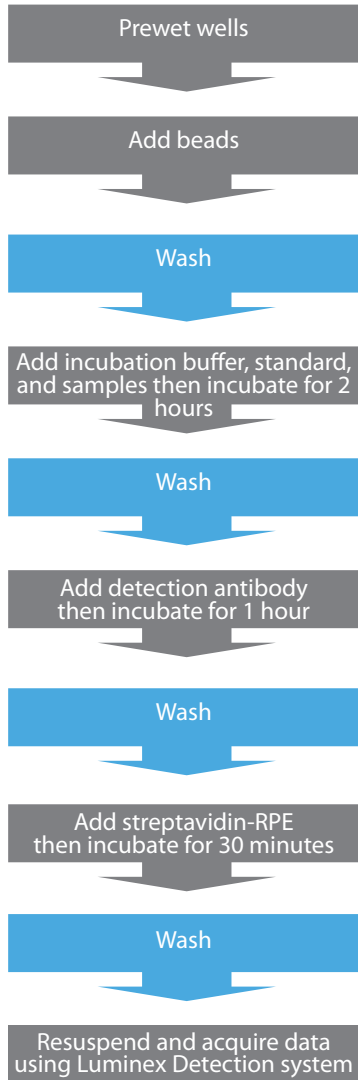 Prewet wells
Add beads
Wash
Add incubation buffer, standard,
and samples then incubate for 2
hours
Wash
Add detection antibody
then incubate for 1 hour
Wash
Add streptavidin-RPE
then incubate for 30 minutes
Wash
Resuspend and acquire data
using Luminex Detection system